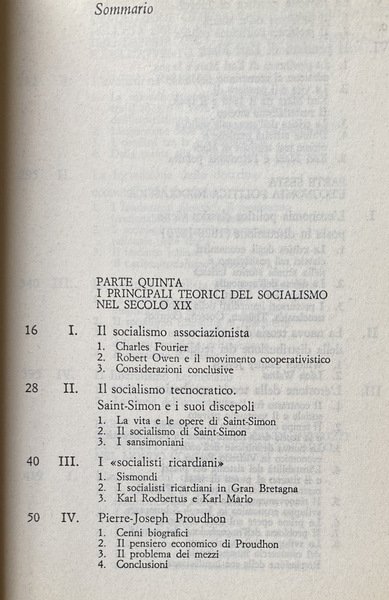 Sommario
PARTE QUINTA
I PRINCIPALI TEORICI DEL SOCIALISMO
NEL SECOLO XIX
16 I. Il socialismo associazionista
1. Charles Fourier
2. Robert Owen e il movimento cooperativistico
3. Considerazioni conclusive
28 II. Il socialismo tecnocratico.
Saint-Simon e i suoi discepoli
1. La vita e le opere di Saint-Simon
2. Il socialismo di Saint-Simon
3. I sansimoniani
40 III. I «socialisti ricardiani»
1. Sismondi
2. I socialisti ricardiani in Gran Bretagna
3. Karl Rodbertus e Karl Marlo
50 IV. Pierre-Joseph Proudhon
1. Cenni biografici
2. Il pensiero economico di Proudhon
3. Il problema dei mezzi
4. Conclusioni